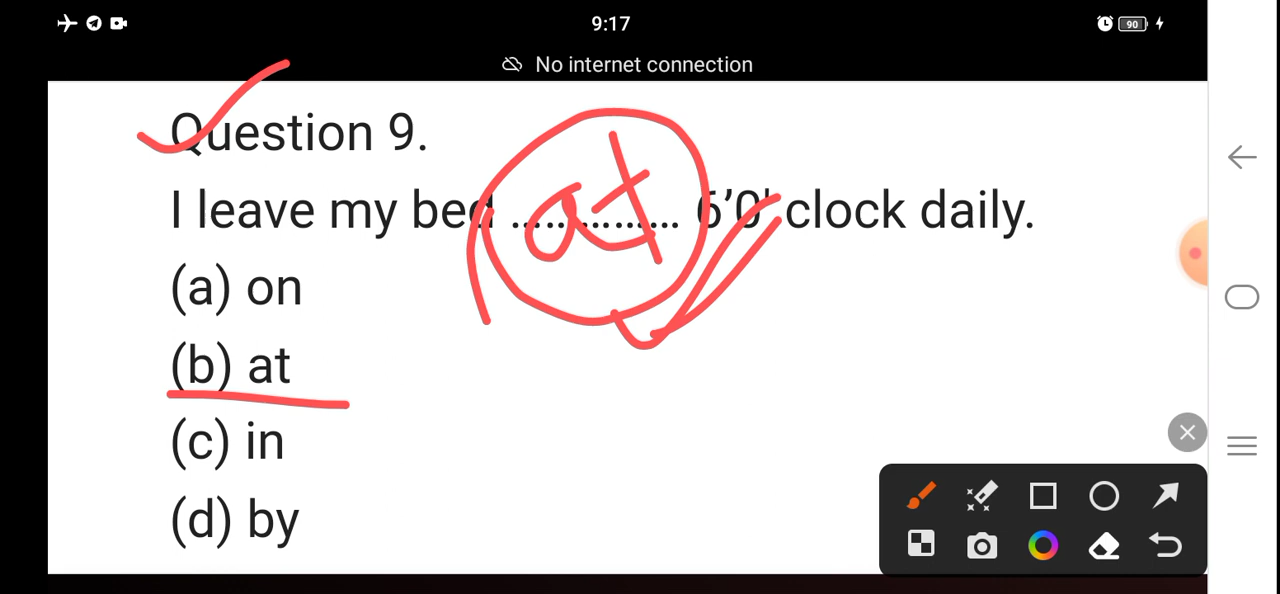 9:17
90
No internet connection
Question 9.
I leave my bed .............. 6’0' clock daily.
at
(a) on
(b) at
(c) in
(d) by